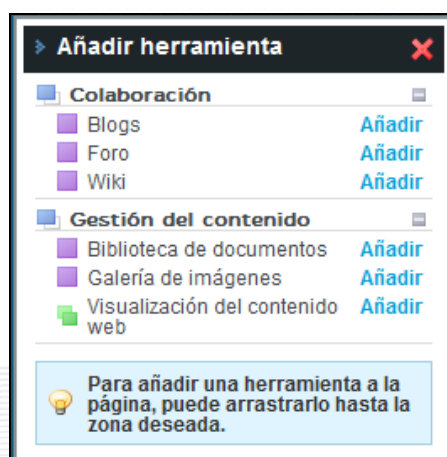 Añadir herramienta
Colaboración
Blogs Añadir
Foro Añadir
Wiki Añadir
Gestión del contenido
Biblioteca de documentos Añadir
Galería de imágenes Añadir
Visualización del contenido Añadir
web
Para añadir una herramienta a la
página, puede arrastrarlo hasta la
zona deseada.